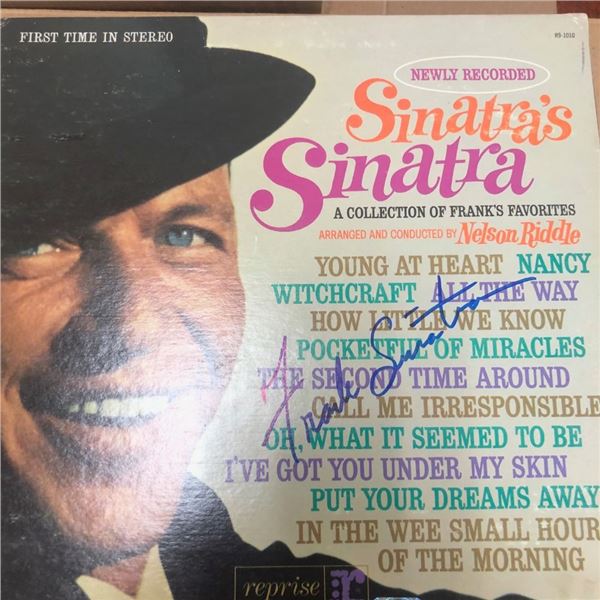 FIRST TIME IN STEREO
R9-1010
NEWLY RECORDED
Sinatra's
Sinatra
A COLLECTION OF FRANK'S FAVORITES
ARRANGED AND CONDUCTED BY Nelson Riddle
YOUNG AT HEART NANCY
WITCHCRAFT ALL THE WAY
HOW LITTLE WE KNOW
POCKETFUL OF MIRACLES
THE SECOND TIME AROUND
CALL ME IRRESPONSIBLE
OH, WHAT IT SEEMED TO BE
I'VE GOT YOU UNDER MY SKIN
PUT YOUR DREAMS AWAY
IN THE WEE SMALL HOUR
OF THE MORNING
Frank Sinatra
reprise r